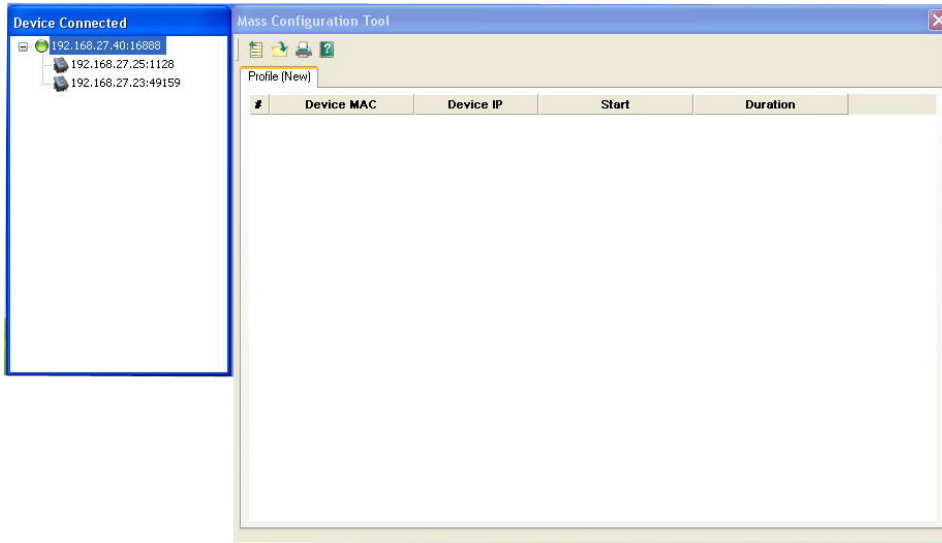 Device Connected
192.168.27.40:16888
192.168.27.25:1128
192.168.27.23:49159
Mass Configuration Tool
?
Profile (New)
# Device MAC Device IP Start Duration